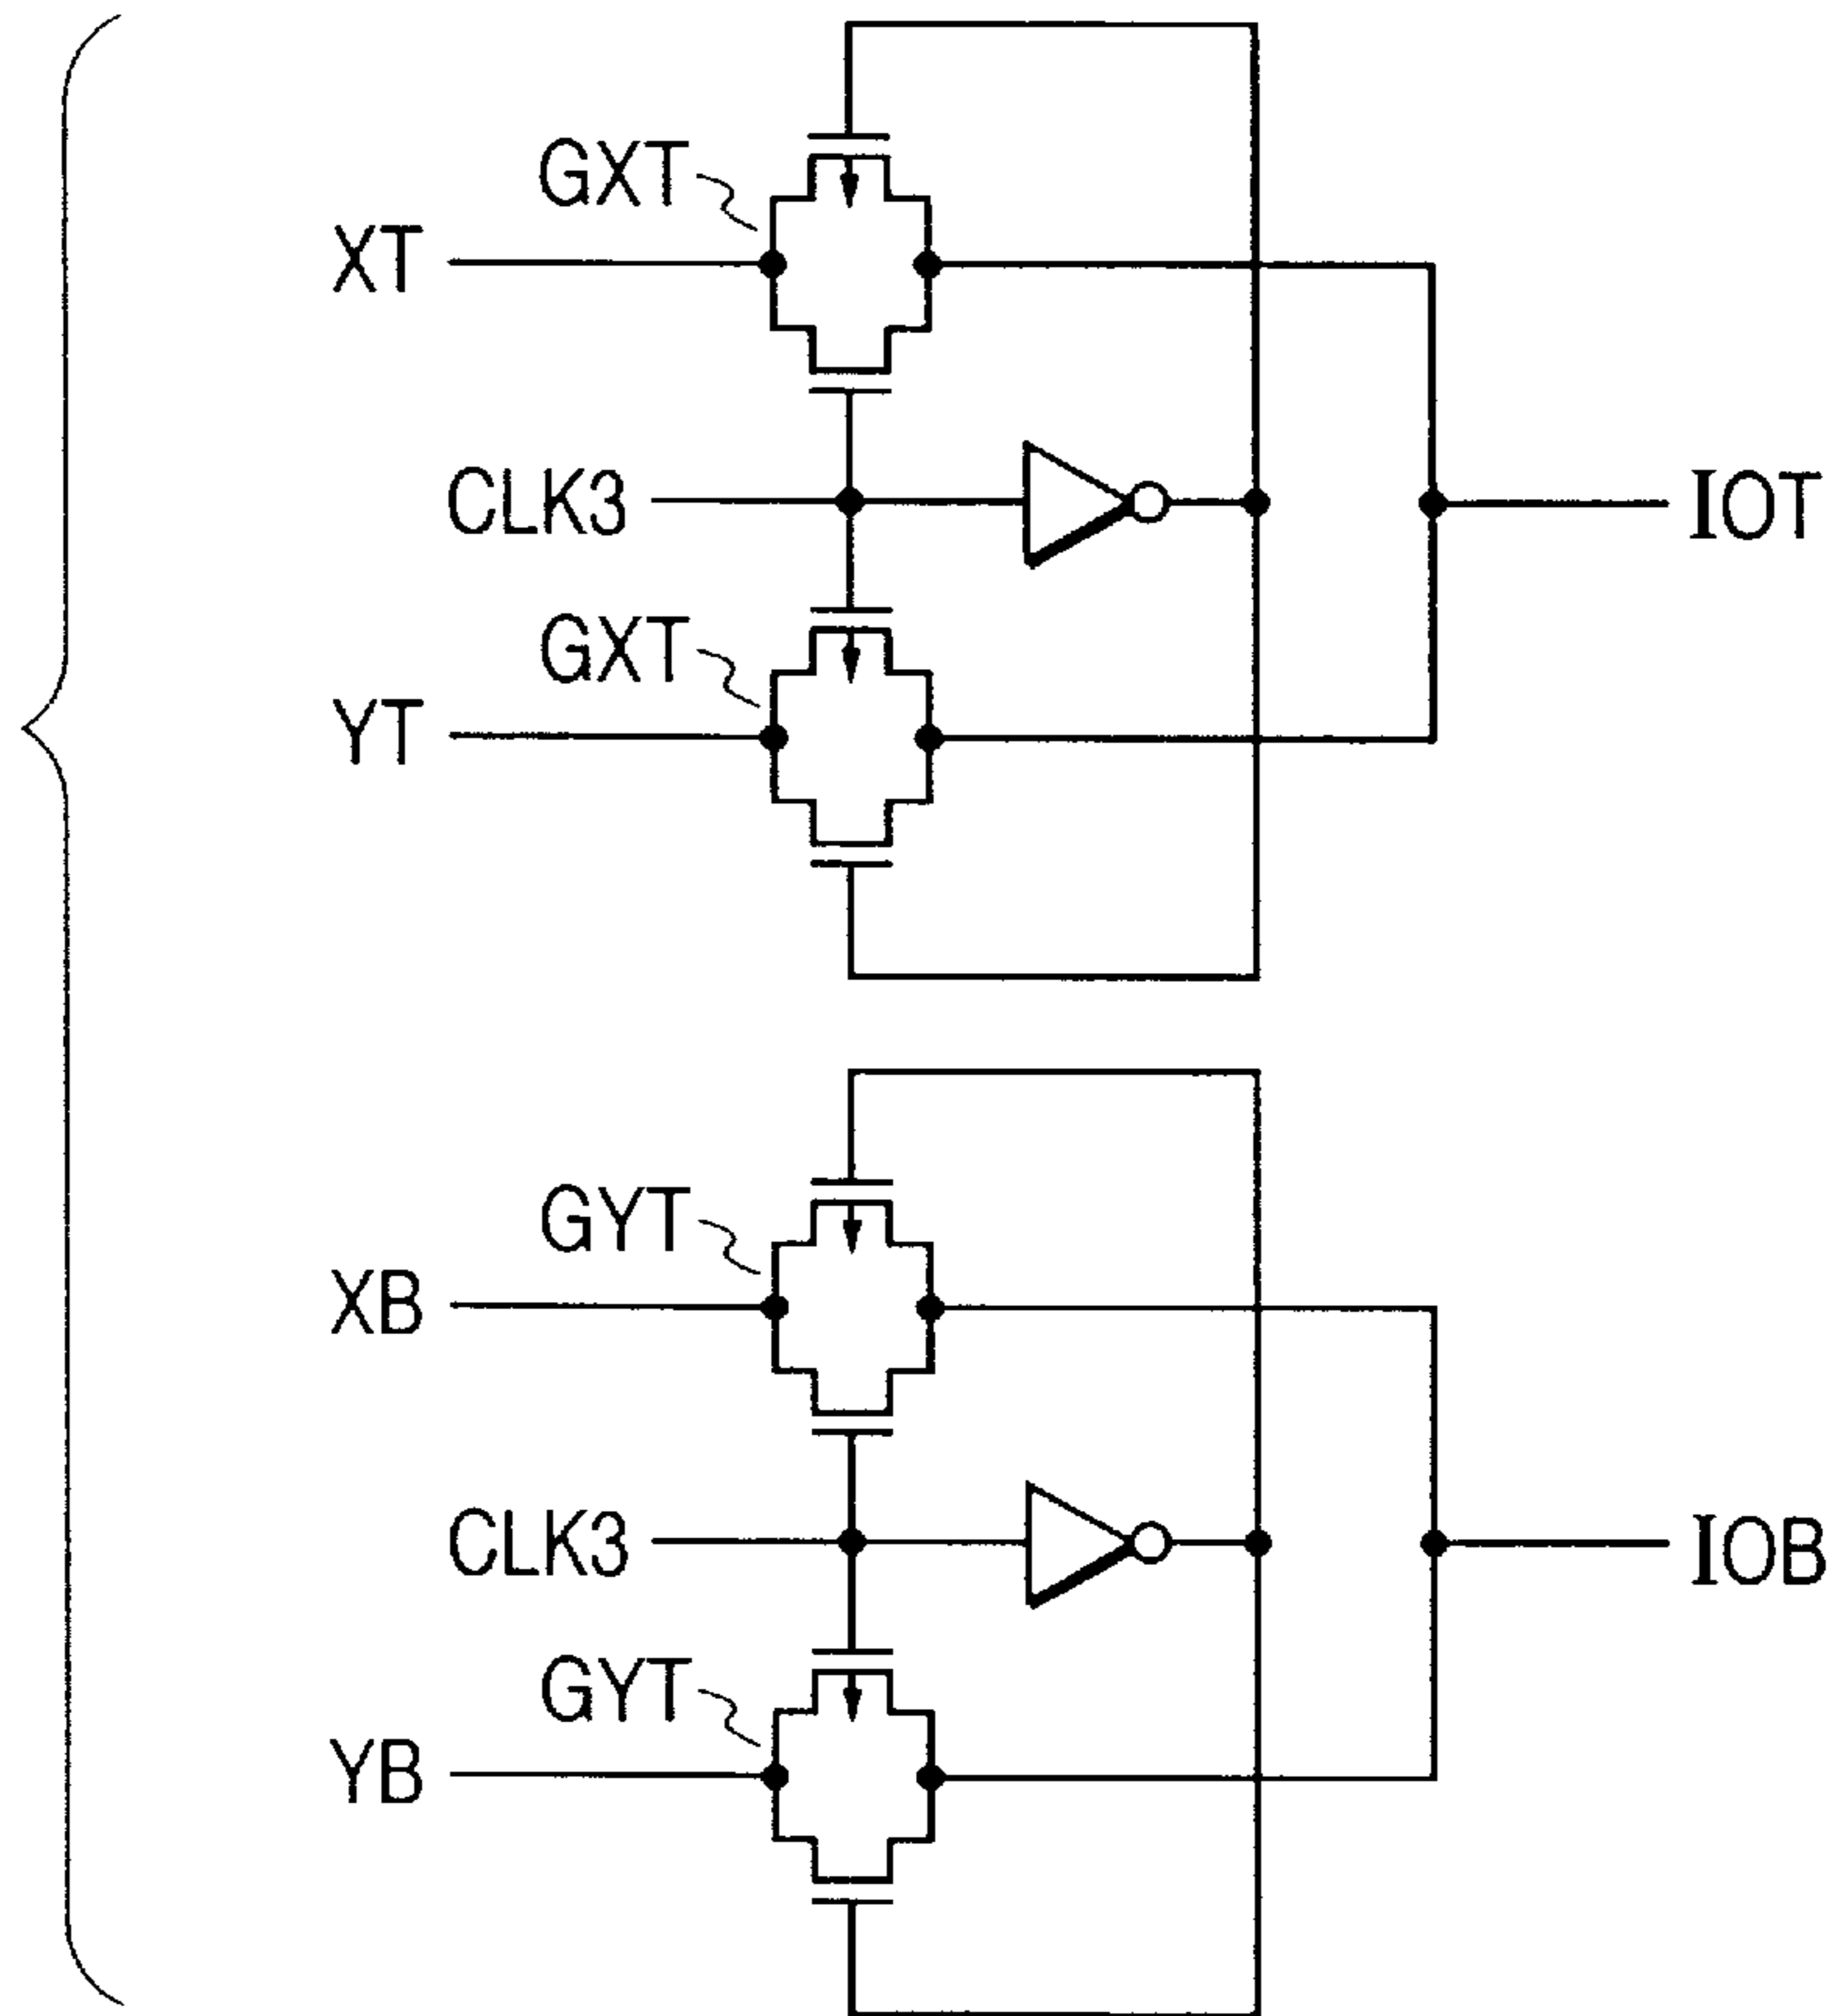 GXT
XT
CLK3
IOT
GXT
YT
GYT
XB
CLK3
IOB
GYT
YB